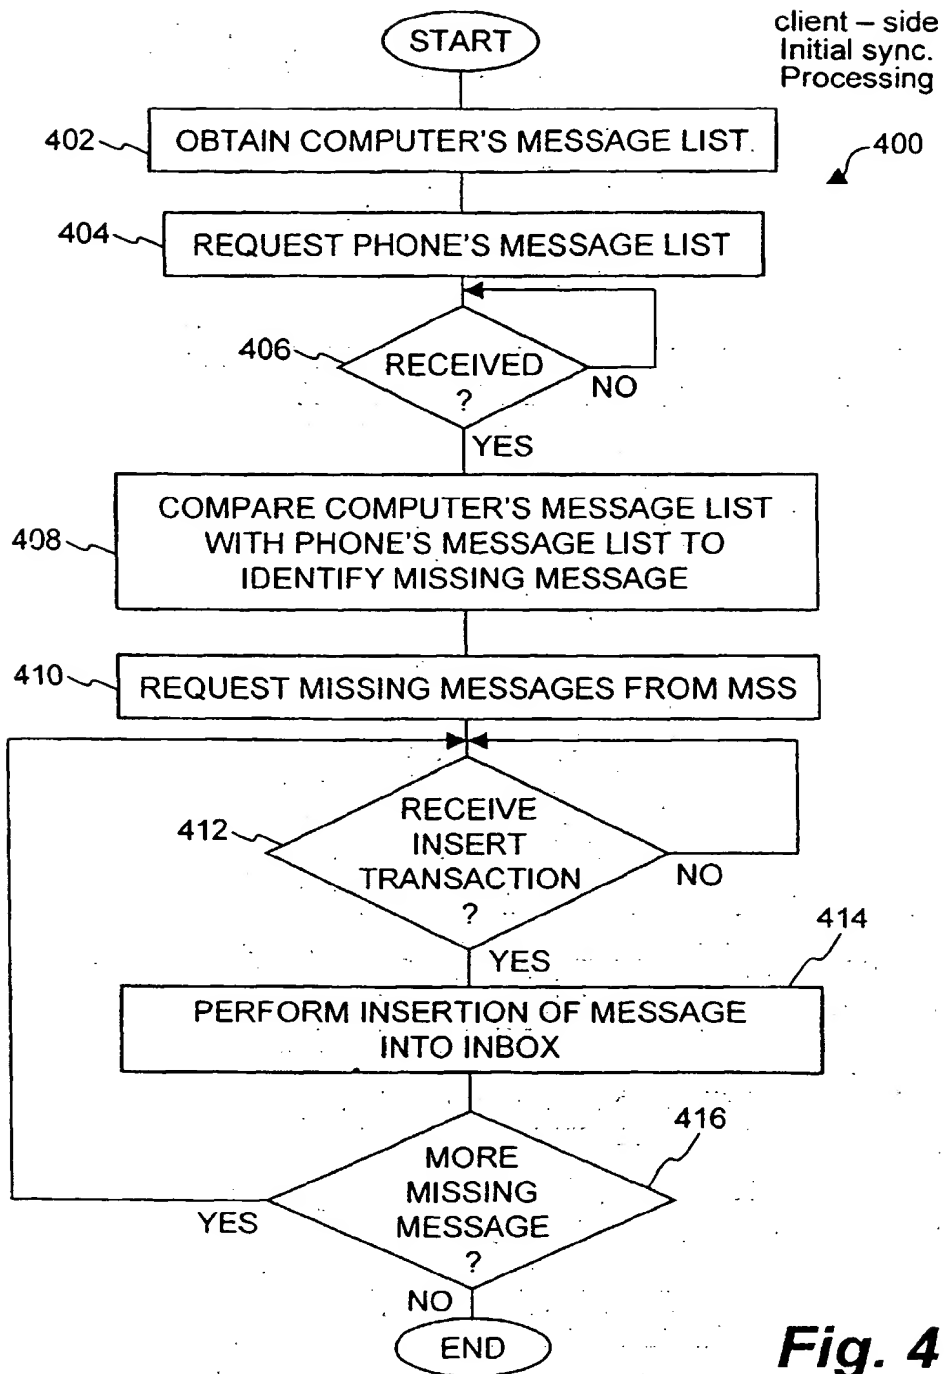 client – side
Initial sync.
Processing
400
START
402
OBTAIN COMPUTER'S MESSAGE LIST.
404
REQUEST PHONE'S MESSAGE LIST
406
RECEIVED
?
NO
YES
408
COMPARE COMPUTER'S MESSAGE LIST
WITH PHONE'S MESSAGE LIST TO
IDENTIFY MISSING MESSAGE
410
REQUEST MISSING MESSAGES FROM MSS
412
RECEIVE
INSERT
TRANSACTION
?
NO
YES
414
PERFORM INSERTION OF MESSAGE
INTO INBOX
416
MORE
MISSING
MESSAGE
?
YES
NO
END
Fig. 4